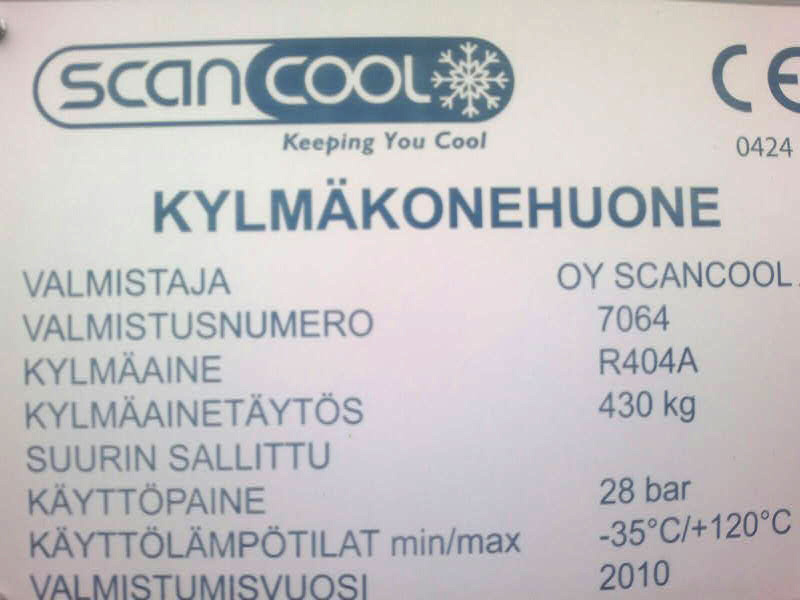 SCANCOOL
Keeping You Cool
CE
0424
KYLMÄKONEHUONE
VALMISTAJA OY SCANCOOL
VALMISTUSNUMERO 7064
KYLMÄAINE R404A
KYLMÄAINETÄYTÖS 430 kg
SUURIN SALLITTU
KÄYTTÖPAINE 28 bar
KÄYTTÖLÄMPÖTILAT min/max -35°C/+120°C
VALMISTUMISVUOSI 2010